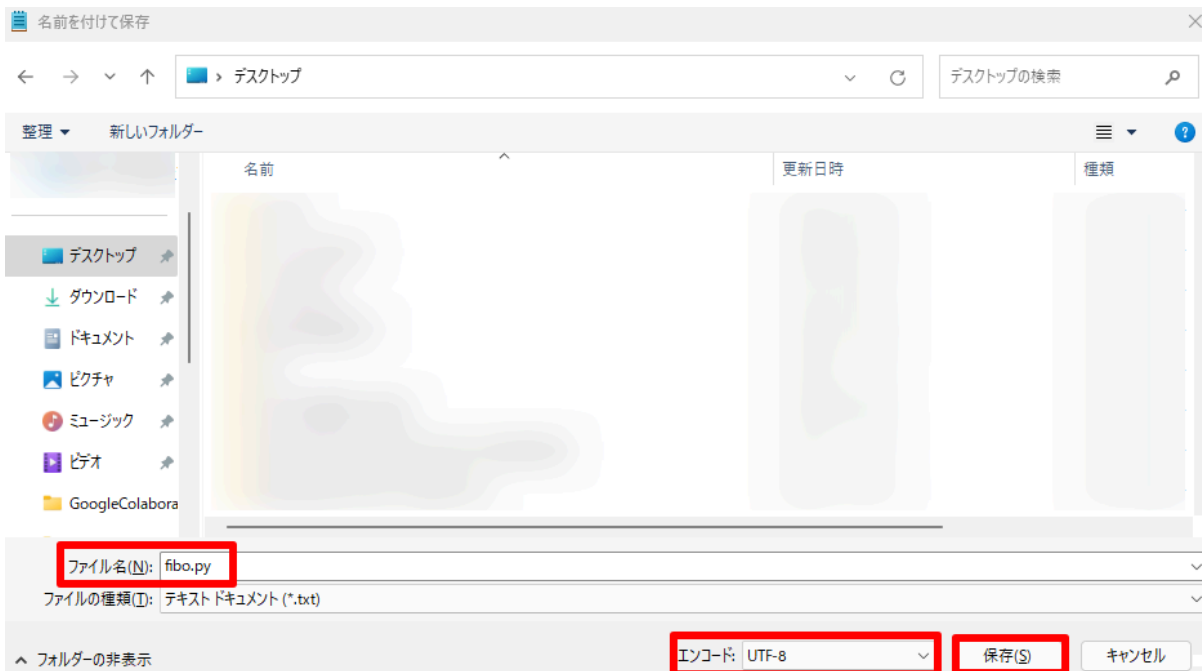 名前を付けて保存
デスクトップ
デスクトップの検索
整理
新しいフォルダー
名前
更新日時
種類
デスクトップ
ダウンロード
ドキュメント
ピクチャ
ミュージック
ビデオ
GoogleColabora
ファイル名(N): fibo.py
ファイルの種類(T): テキスト ドキュメント (*.txt)
フォルダーの非表示
エンコード: UTF-8
保存(S)
キャンセル